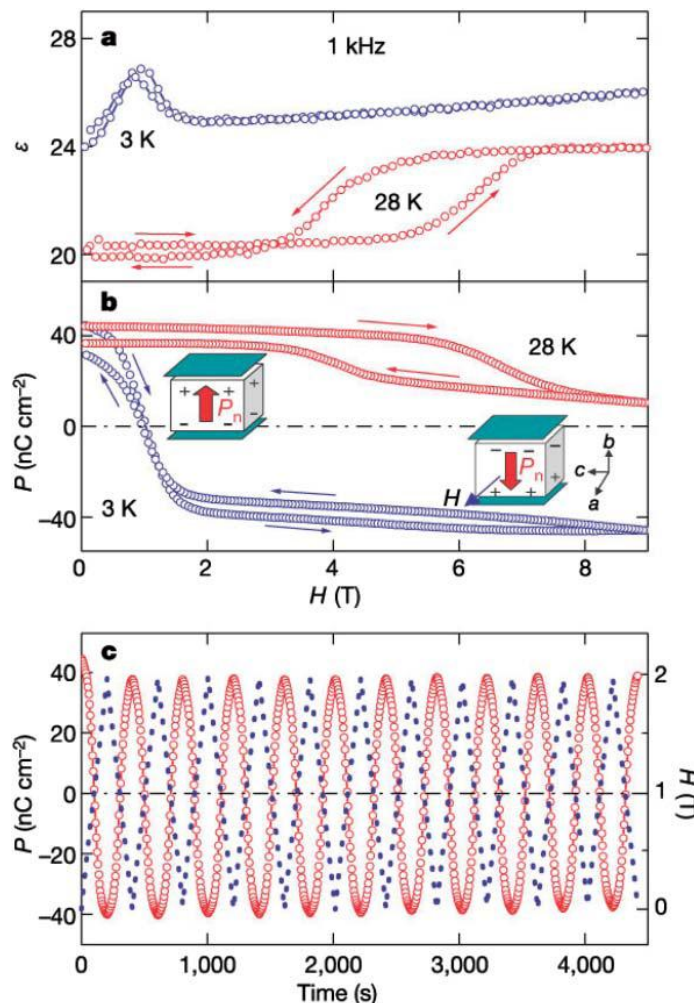 a
1 kHz
28
24
20
ε
3 K
28 K
b
40
0
−40
P (nC cm−2)
28 K
3 K
Pn
Pn
H
b
c
a
0
2
4
6
8
H (T)
c
40
20
0
−20
−40
P (nC cm−2)
2
1
0
H (T)
0
1,000
2,000
3,000
4,000
Time (s)